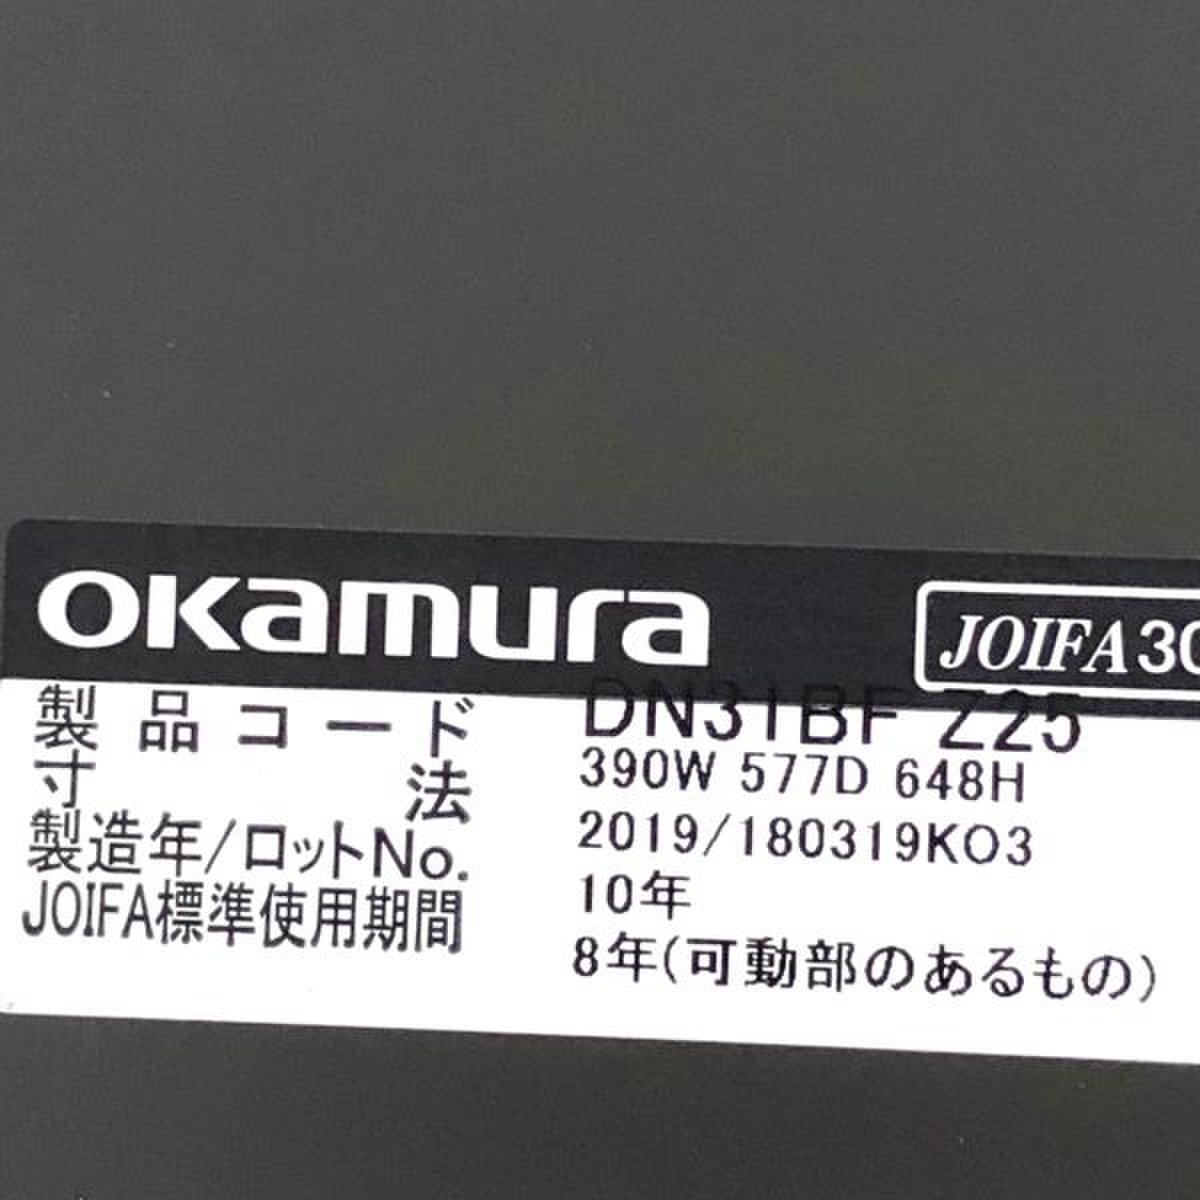 okamura JOIFA30
製品コード DN31BF Z25
寸法 390W 577D 648H
製造年/ロットNo. 2019/180319KO3
JOIFA標準使用期間 10年
8年(可動部のあるもの)